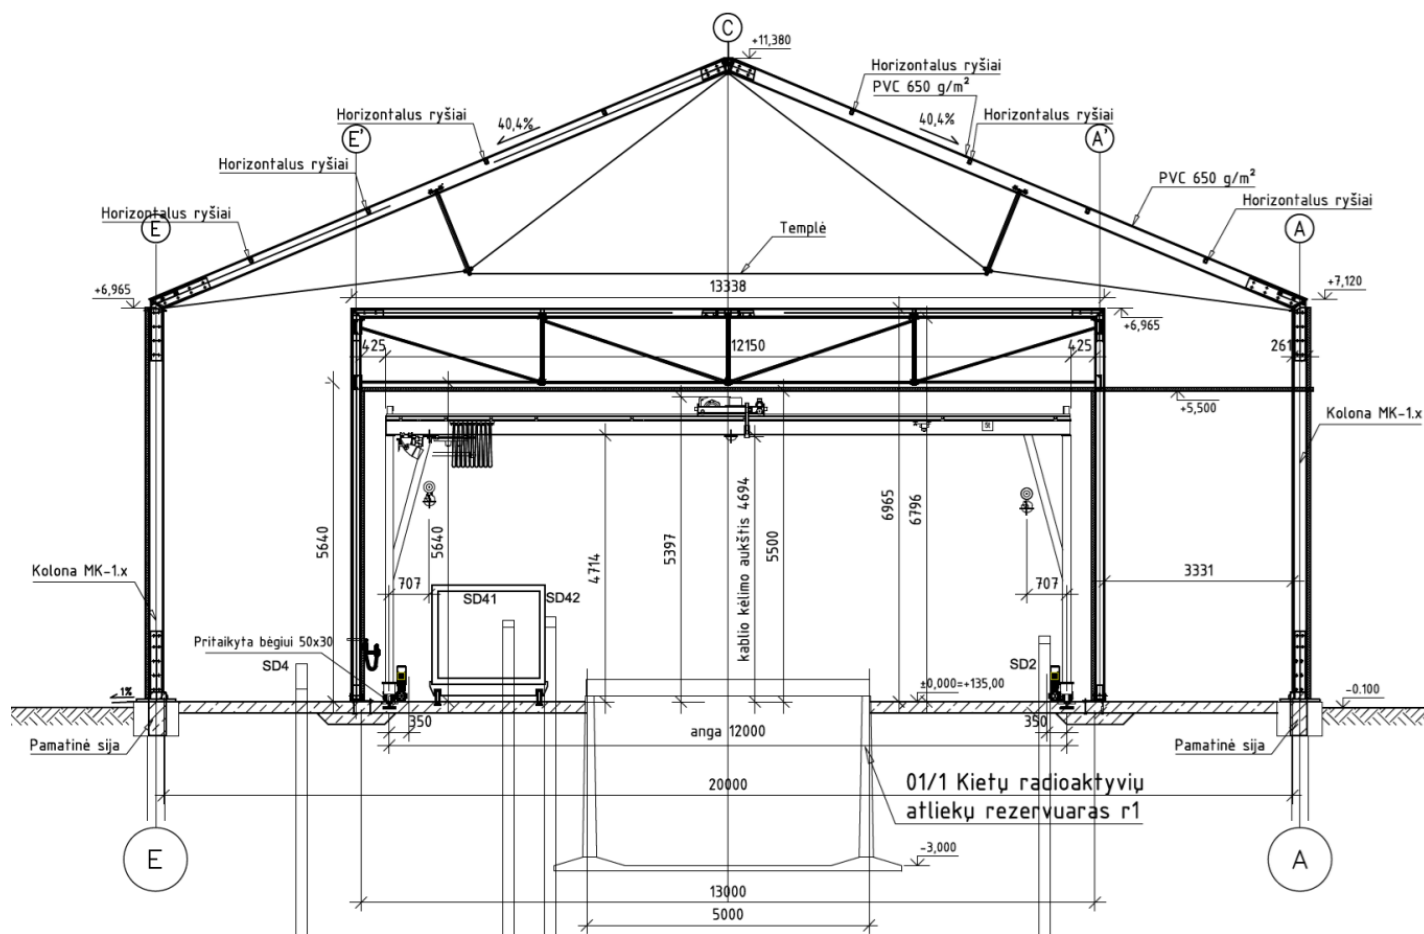 C
+11,380
Horizontalus ryšiai
PVC 650 g/m²
Horizontalus ryšiai
40,4%
40,4%
Horizontalus ryšiai
E'
A'
Horizontalus ryšiai
PVC 650 g/m²
Horizontalus ryšiai
Horizontalus ryšiai
E
A
Templė
+6,965
13338
+7,120
+6,965
425
12150
425
261
+5,500
Kolona MK-1.x
5640
5640
4714
5397
kablio kėlimo aukštis 4694
5500
6965
6796
Kolona MK-1.x
707
SD41
SD42
707
3331
Pritaikyta bėgiui 50x30
SD4
SD2
1%
±0,000=+135,00
-0.100
350
anga 12000
350
Pamatinė sija
Pamatinė sija
01/1 Kietų radioaktyvių
atliekų rezervuaras r1
20000
E
A
-3,000
13000
5000